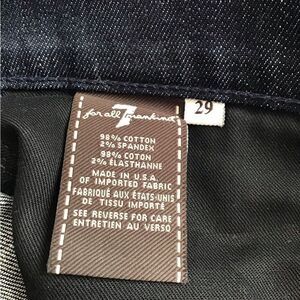 7
for all mankind
29
98% COTTON
2% SPANDEX
98% COTON
2% ÉLASTHANNE
MADE IN U.S.A.
OF IMPORTED FABRIC
FABRIQUÉ AUX ÉTATS-UNIS
DE TISSU IMPORTÉ
SEE REVERSE FOR CARE
ENTRETIEN AU VERSO